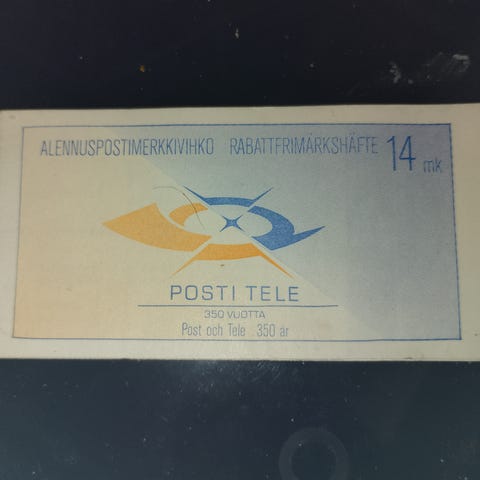 ALENNUSPOSTIMERKKIVIHKO RABATTFRIMÄRKSHÄFTE 14 mk
POSTI TELE
350 VUOTTA
Post och Tele 350 år